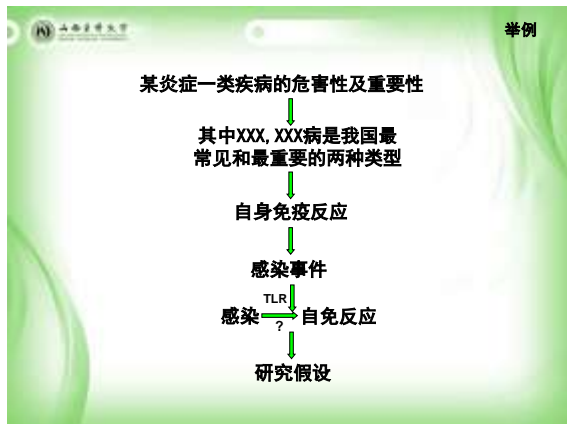 举例
某炎症一类疾病的危害性及重要性
其中XXX,XXX病是我国最
常见和最重要的两种类型
自身免疫反应
感染事件
TLR
感染 自免反应
?
研究假设